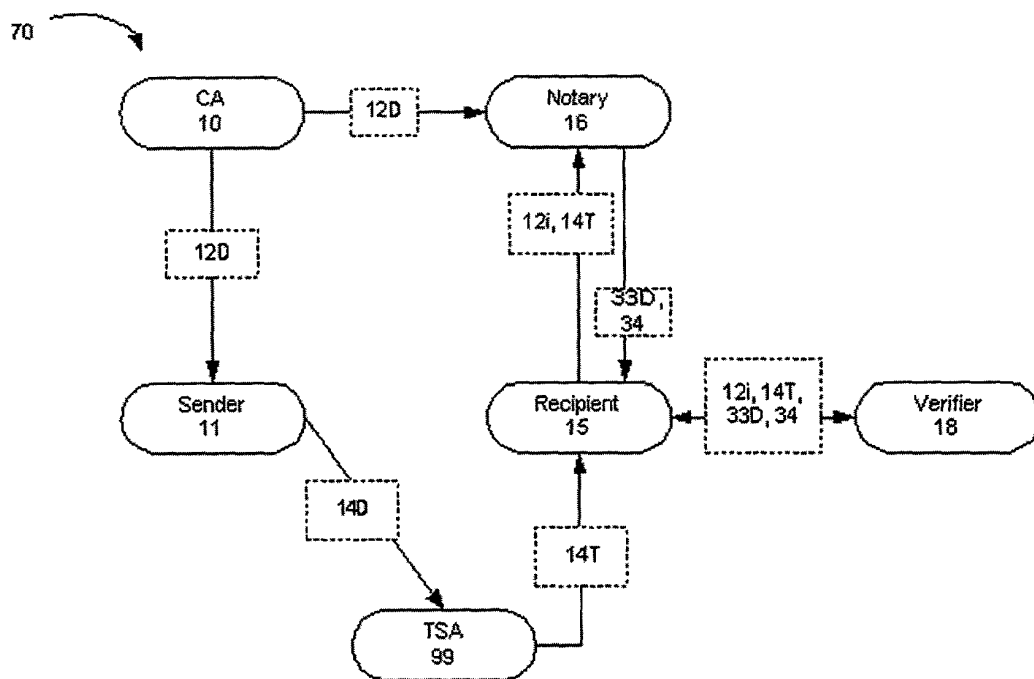 70
CA
10
12D
Notary
16
12i, 14T
12D
33D,
34
Sender
11
Recipient
15
12i, 14T,
33D, 34
Verifier
18
14D
14T
TSA
99